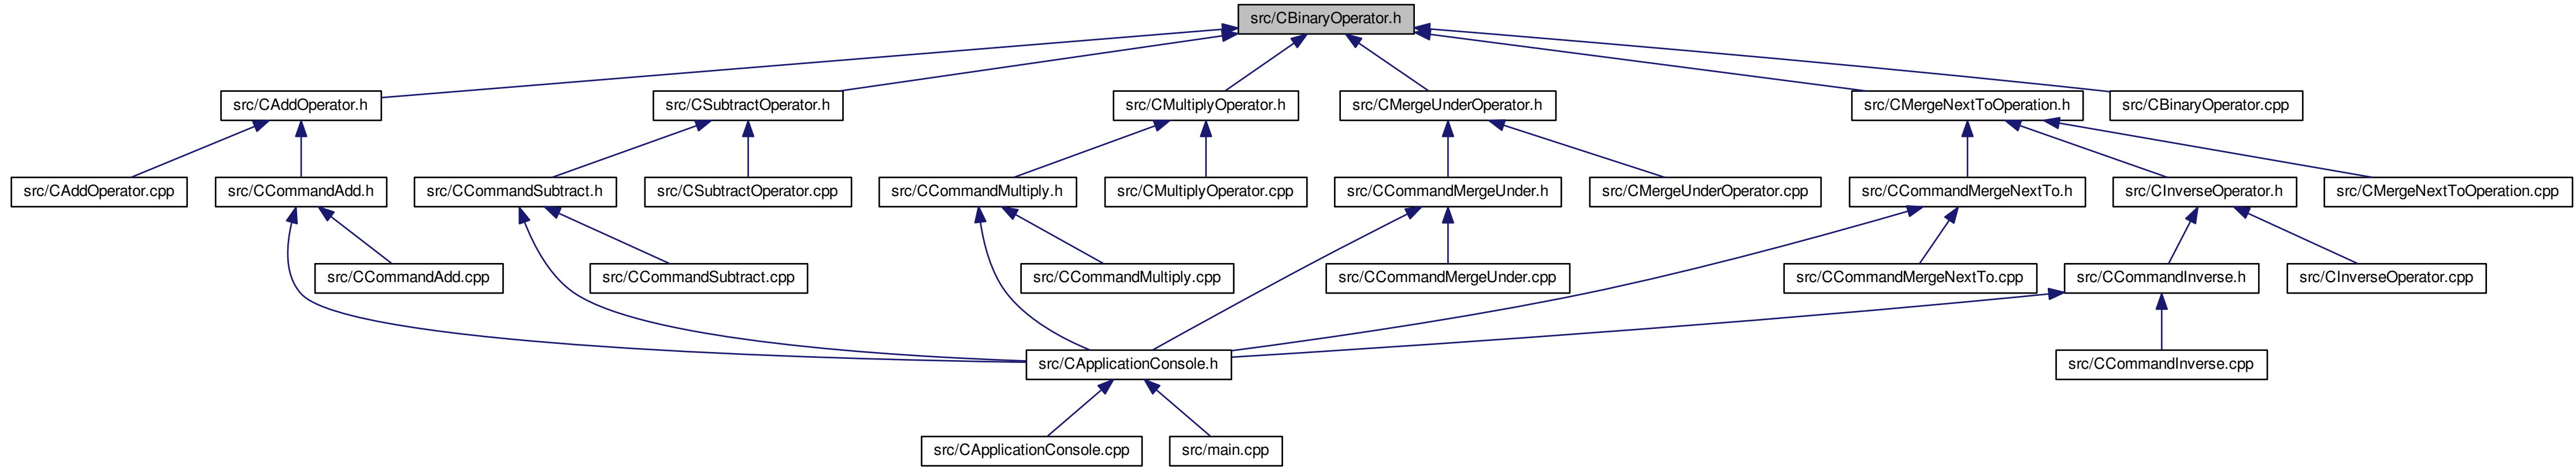 src/CBinaryOperator.h
src/CAddOperator.h
src/CSubtractOperator.h
src/CMultiplyOperator.h
src/CMergeUnderOperator.h
src/CMergeNextToOperation.h
src/CBinaryOperator.cpp
src/CAddOperator.cpp
src/CCommandAdd.h
src/CCommandSubtract.h
src/CSubtractOperator.cpp
src/CCommandMultiply.h
src/CMultiplyOperator.cpp
src/CCommandMergeUnder.h
src/CMergeUnderOperator.cpp
src/CCommandMergeNextTo.h
src/CInverseOperator.h
src/CMergeNextToOperation.cpp
src/CCommandAdd.cpp
src/CCommandSubtract.cpp
src/CCommandMultiply.cpp
src/CCommandMergeUnder.cpp
src/CCommandMergeNextTo.cpp
src/CCommandInverse.h
src/CInverseOperator.cpp
src/CApplicationConsole.h
src/CCommandInverse.cpp
src/CApplicationConsole.cpp
src/main.cpp